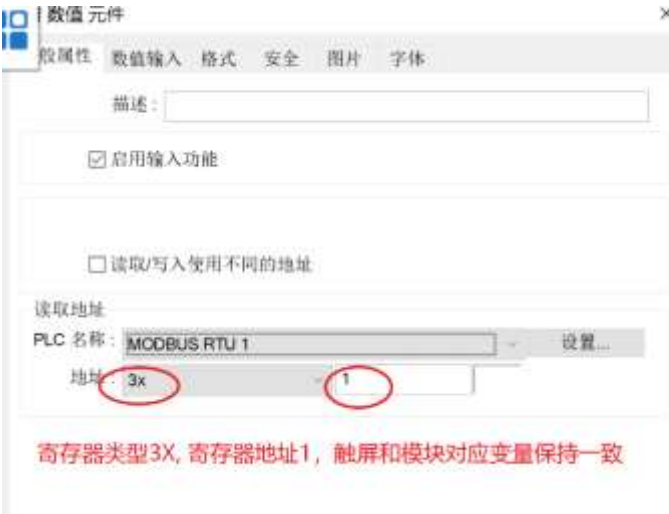 数值 元件
般属性 数值输入 格式 安全 图片 字体
描述 :
启用输入功能
读取/写入使用不同的地址
读取地址
PLC 名称 : MODBUS RTU 1 设置...
地址 : 3x 1
寄存器类型3X, 寄存器地址1，触屏和模块对应变量保持一致